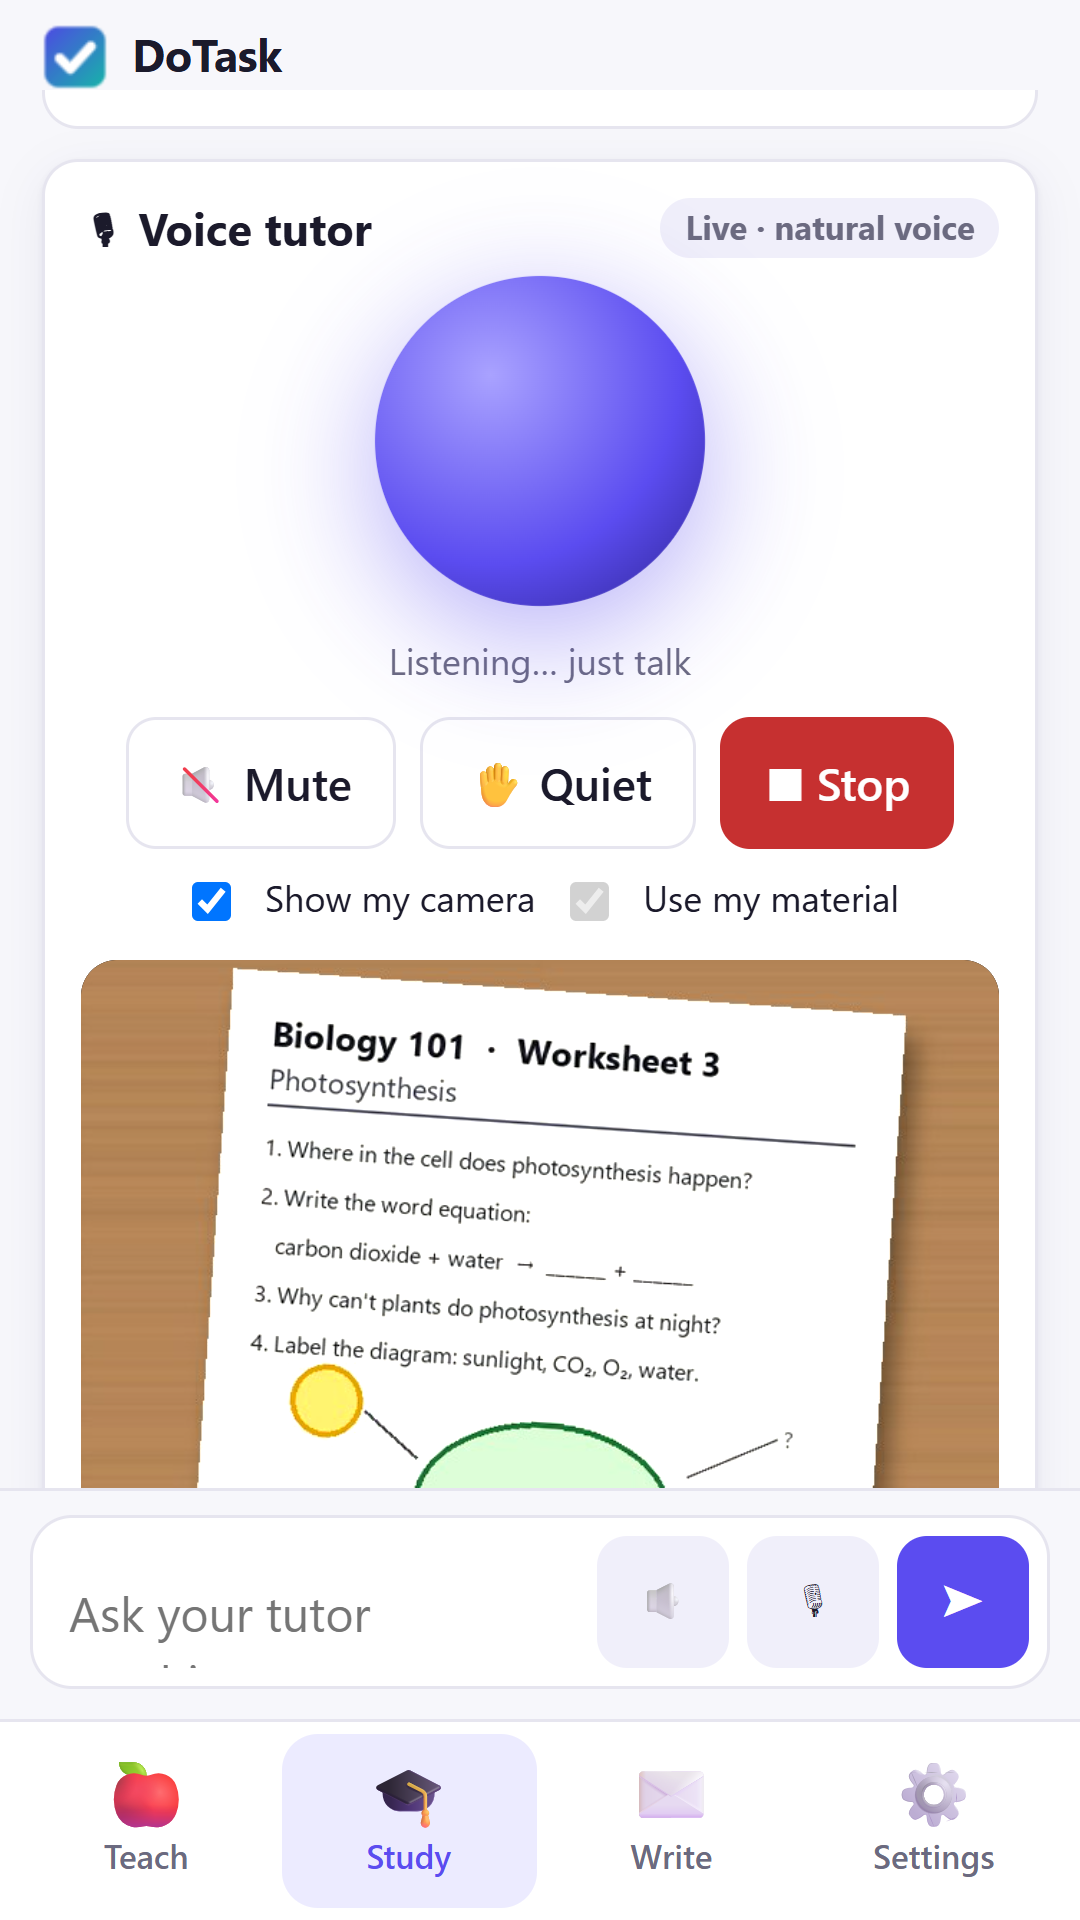 DoTask
Voice tutor
Live · natural voice
Listening... just talk
Mute
Quiet
Stop
Show my camera
Use my material
Biology 101 · Worksheet 3
Photosynthesis
1. Where in the cell does photosynthesis happen?
2. Write the word equation:
carbon dioxide + water → ______ + ______
3. Why can't plants do photosynthesis at night?
4. Label the diagram: sunlight, CO₂, O₂, water.
?
Ask your tutor
Teach
Study
Write
Settings